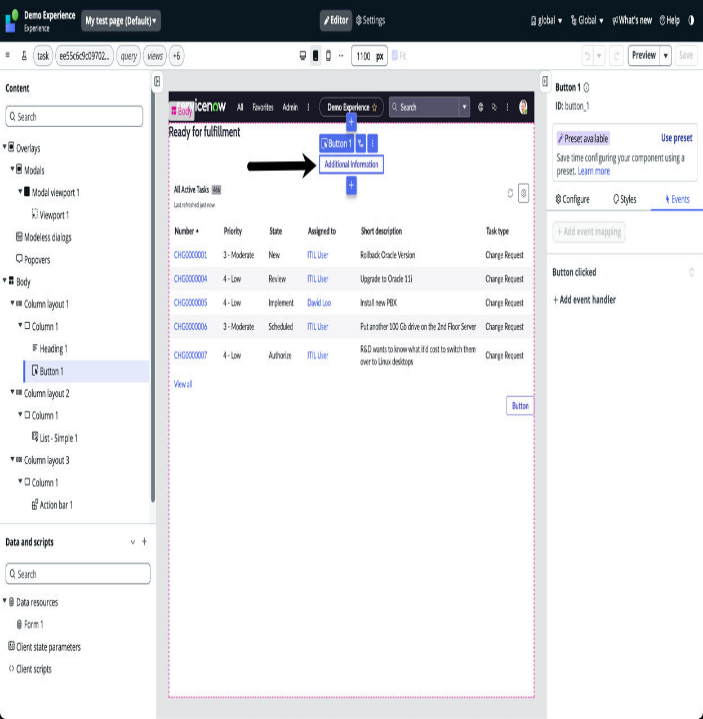 Demo Experience
Experience
My test page (Default) ▾
Editor
Settings
global ▾
Global ▾
What's new
Help
task
ee55c6c9c09702...
query
views
+6
1100 px
Fit
Preview
Save
Content
Search
Overlays
Modals
Modal viewport 1
Viewport 1
Modeless dialogs
Popovers
Body
Column layout 1
Column 1
Heading 1
Button 1
Column layout 2
Column 1
List - Simple 1
Column layout 3
Column 1
Action bar 1
Data and scripts
+
Search
Data resources
Form 1
Client state parameters
Client scripts
Body
icenow
All
Favorites
Admin
Demo Experience
Search
Ready for fulfillment
Button 1
Additional Information
All Active Tasks
Last refreshed just now
Number
Priority
State
Assigned to
Short description
Task type
CHG0000001 3 - Moderate New ITIL User Rollback Oracle Version Change Request
CHG0000004 4 - Low Review ITIL User Upgrade to Oracle 11i Change Request
CHG0000005 4 - Low Implement David Loo Install new PBX Change Request
CHG0000006 3 - Moderate Scheduled ITIL User Put another 100 Gb drive on the 2nd Floor Server Change Request
CHG0000007 4 - Low Authorize ITIL User R&D wants to know what it'd cost to switch them Change Request
over to Linux desktops
View all
Button
Button 1
ID: button_1
Preset available
Use preset
Save time configuring your component using a
preset. Learn more
Configure
Styles
Events
+ Add event mapping
Button clicked
+ Add event handler